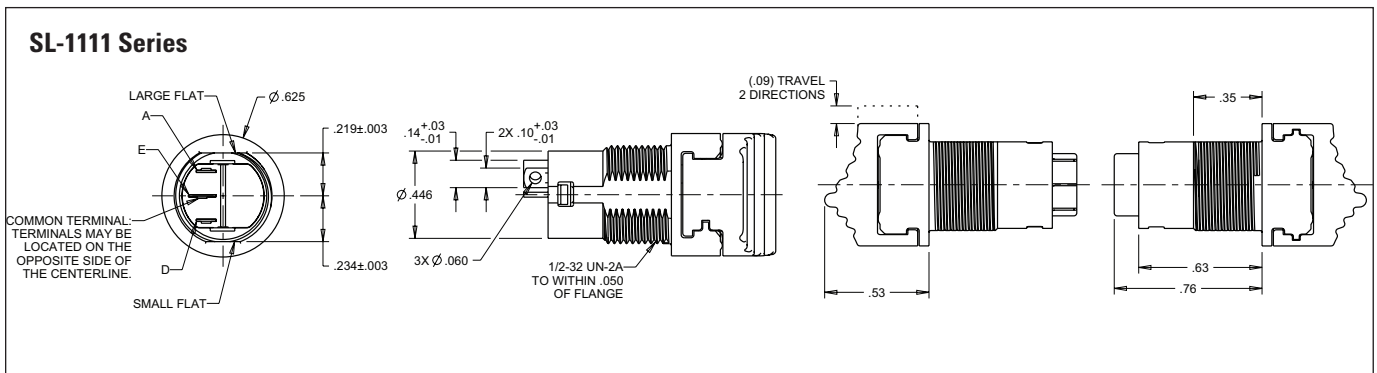 SL-1111 Series
LARGE FLAT
Ø .625
A
.219±.003
E
COMMON TERMINAL:
TERMINALS MAY BE
LOCATED ON THE
OPPOSITE SIDE OF
THE CENTERLINE.
D
.234±.003
SMALL FLAT
.14 +.03 -.01
2X .10 +.03 -.01
Ø .446
3X Ø .060
1/2-32 UN-2A
TO WITHIN .050
OF FLANGE
(.09) TRAVEL
2 DIRECTIONS
.53
.35
.63
.76